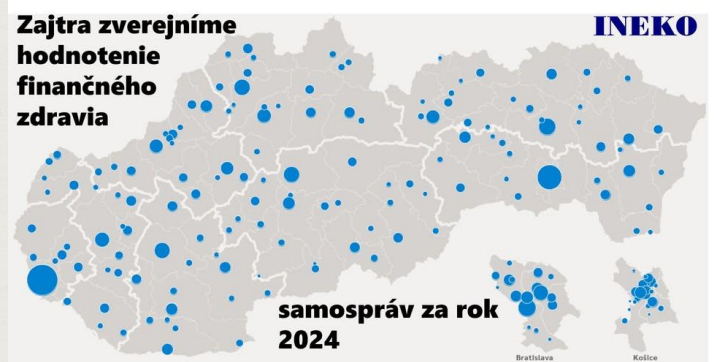 Zajtra zverejníme
hodnotenie
finančného
zdravia
INEKO
samospráv za rok
2024
Bratislava
Košice